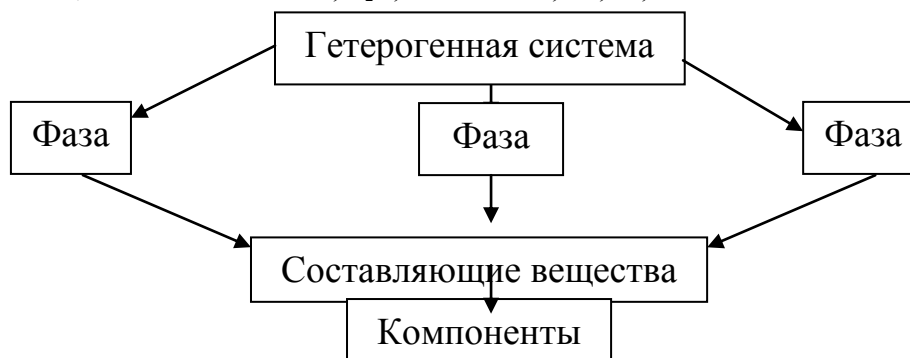 Гетерогенная система
Фаза Фаза Фаза
Составляющие вещества
Компоненты